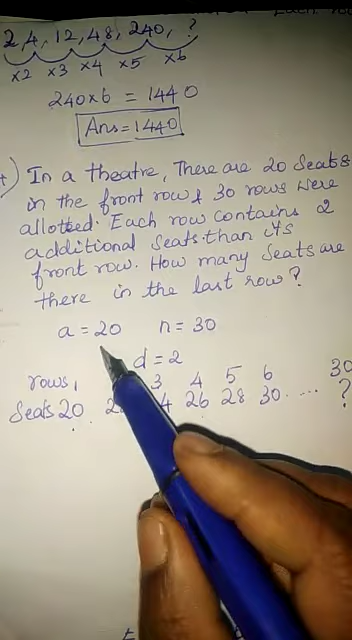 2, 4, 12, 48, 240, ?
×2 ×3 ×4 ×5 ×6
240×6 = 1440
Ans=1440
In a theatre, There are 20 Seats
in the front row & 30 rows were
allotted. Each row contains 2
additional Seats than its
front row. How many Seats are
there in the last row?
a = 20 n = 30
d = 2
rows 1 3 4 5 6 30
Seats 20 26 28 30 .... ?